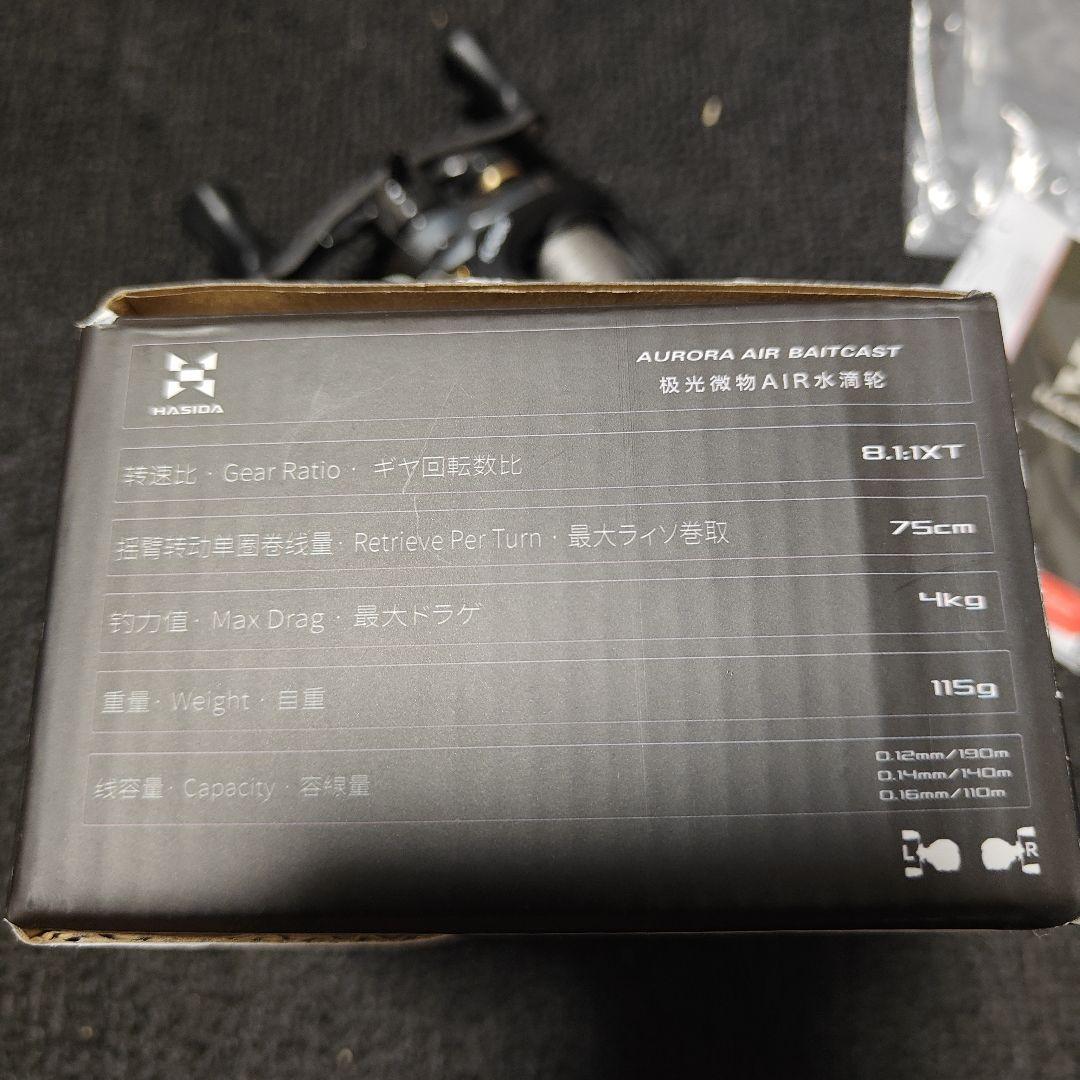 HASIDA
AURORA AIR BAITCAST
极光微物AIR水滴轮
转速比 · Gear Ratio · ギヤ回転数比
8.1:1XT
摇臂转动单圈卷线量 · Retrieve Per Turn · 最大ライソ巻取
75cm
钓力值 · Max Drag · 最大ドラゲ
4kg
重量 · Weight · 自重
115g
线容量 · Capacity · 容線量
0.12mm/190m
0.14mm/140m
0.16mm/110m
L R